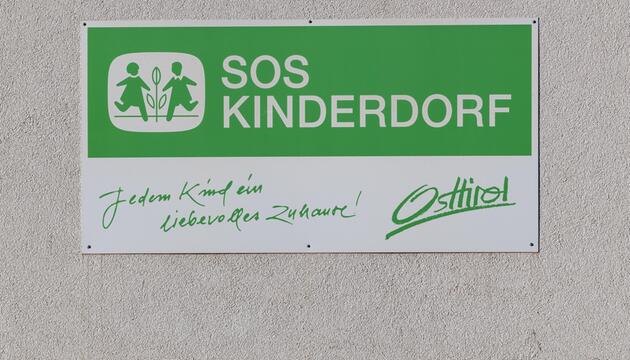 SOS
KINDERDORF
Jedem Kind ein
liebevolles Zuhause!
Osttirol